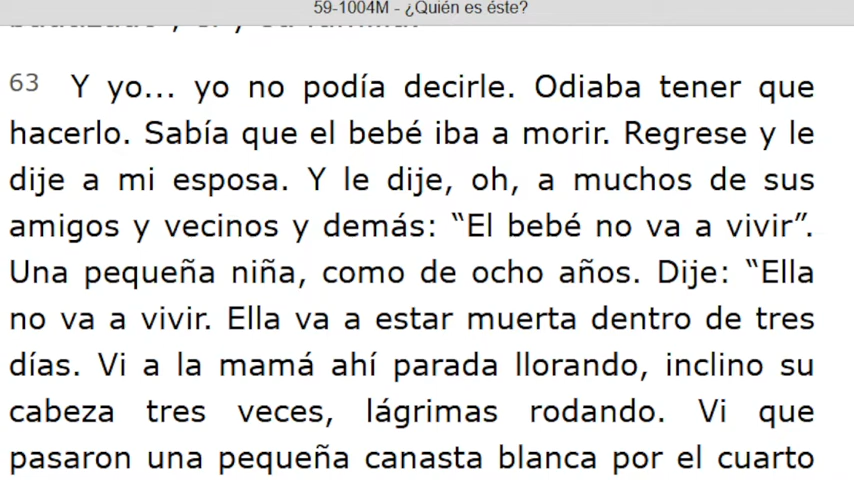 59-1004M - ¿Quién es éste?
63 Y yo... yo no podía decirle. Odiaba tener que
hacerlo. Sabía que el bebé iba a morir. Regrese y le
dije a mi esposa. Y le dije, oh, a muchos de sus
amigos y vecinos y demás: “El bebé no va a vivir”.
Una pequeña niña, como de ocho años. Dije: “Ella
no va a vivir. Ella va a estar muerta dentro de tres
días. Vi a la mamá ahí parada llorando, inclino su
cabeza tres veces, lágrimas rodando. Vi que
pasaron una pequeña canasta blanca por el cuarto